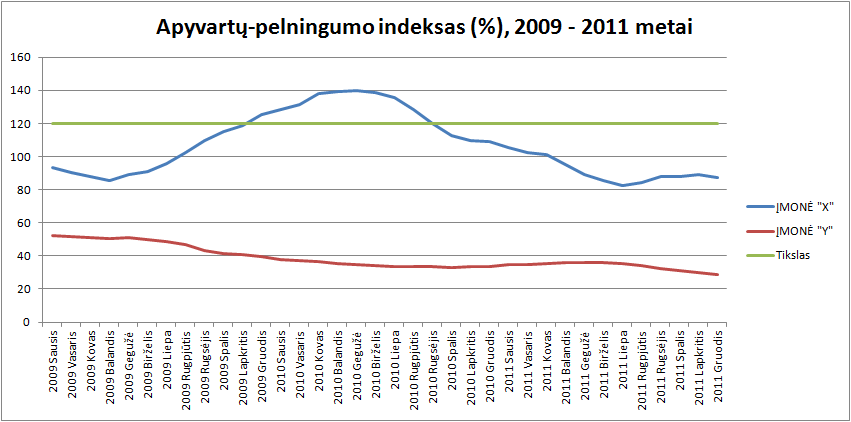 Apyvartų-pelningumo indeksas (%), 2009 - 2011 metai
160
140
120
100
80
60
40
20
0
2009 Sausis
2009 Vasaris
2009 Kovas
2009 Balandis
2009 Gegužė
2009 Birželis
2009 Liepa
2009 Rugpjūtis
2009 Rugsėjis
2009 Spalis
2009 Lapkritis
2009 Gruodis
2010 Sausis
2010 Vasaris
2010 Kovas
2010 Balandis
2010 Gegužė
2010 Birželis
2010 Liepa
2010 Rugpjūtis
2010 Rugsėjis
2010 Spalis
2010 Lapkritis
2010 Gruodis
2011 Sausis
2011 Vasaris
2011 Kovas
2011 Balandis
2011 Gegužė
2011 Birželis
2011 Liepa
2011 Rugpjūtis
2011 Rugsėjis
2011 Spalis
2011 Lapkritis
2011 Gruodis
ĮMONĖ "X"
ĮMONĖ "Y"
Tikslas